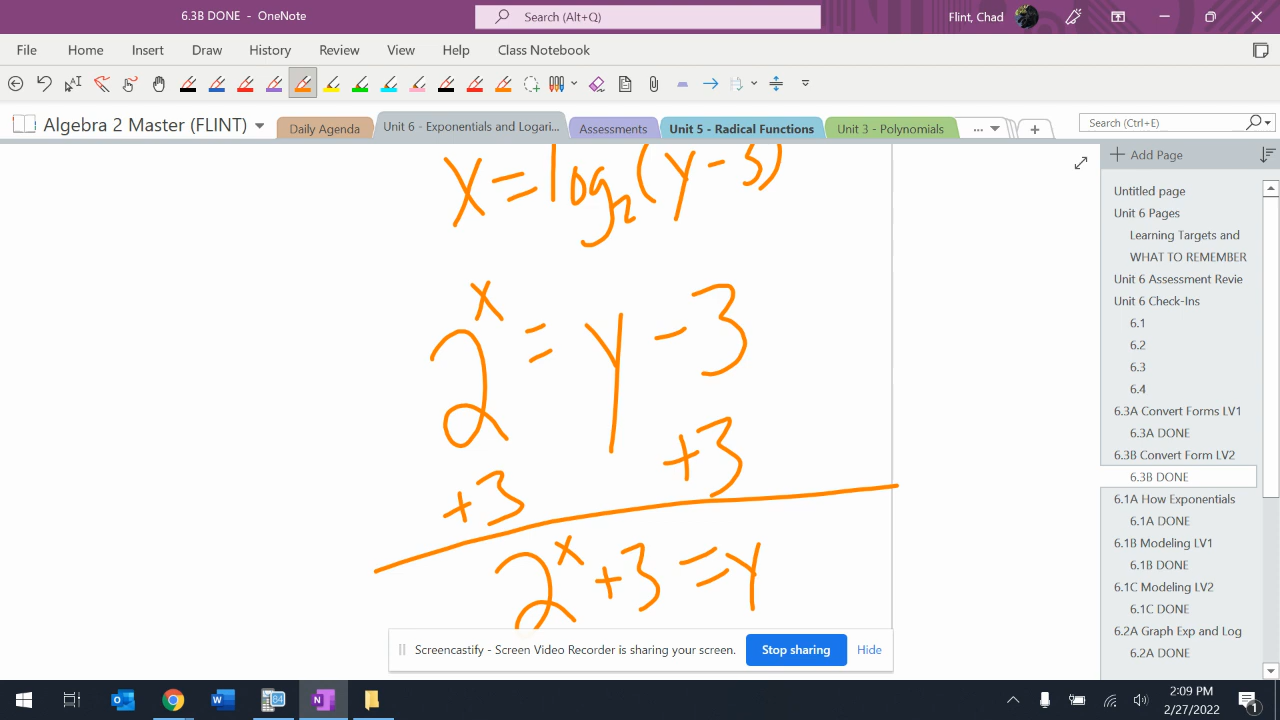 6.3B DONE - OneNote
Search (Alt+Q)
Flint, Chad
File Home Insert Draw History Review View Help Class Notebook
Algebra 2 Master (FLINT)
Daily Agenda
Unit 6 - Exponentials and Logari...
Assessments
Unit 5 - Radical Functions
Unit 3 - Polynomials
...
+
Search (Ctrl+E)
Add Page
Untitled page
Unit 6 Pages
Learning Targets and
WHAT TO REMEMBER
Unit 6 Assessment Revie
Unit 6 Check-Ins
6.1
6.2
6.3
6.4
6.3A Convert Forms LV1
6.3A DONE
6.3B Convert Form LV2
6.3B DONE
6.1A How Exponentials
6.1A DONE
6.1B Modeling LV1
6.1B DONE
6.1C Modeling LV2
6.1C DONE
6.2A Graph Exp and Log
6.2A DONE
x = log₂(y - 3)
2ˣ = y - 3
+3 +3
2ˣ + 3 = y
Screencastify - Screen Video Recorder is sharing your screen.
Stop sharing
Hide
2:09 PM
2/27/2022
1